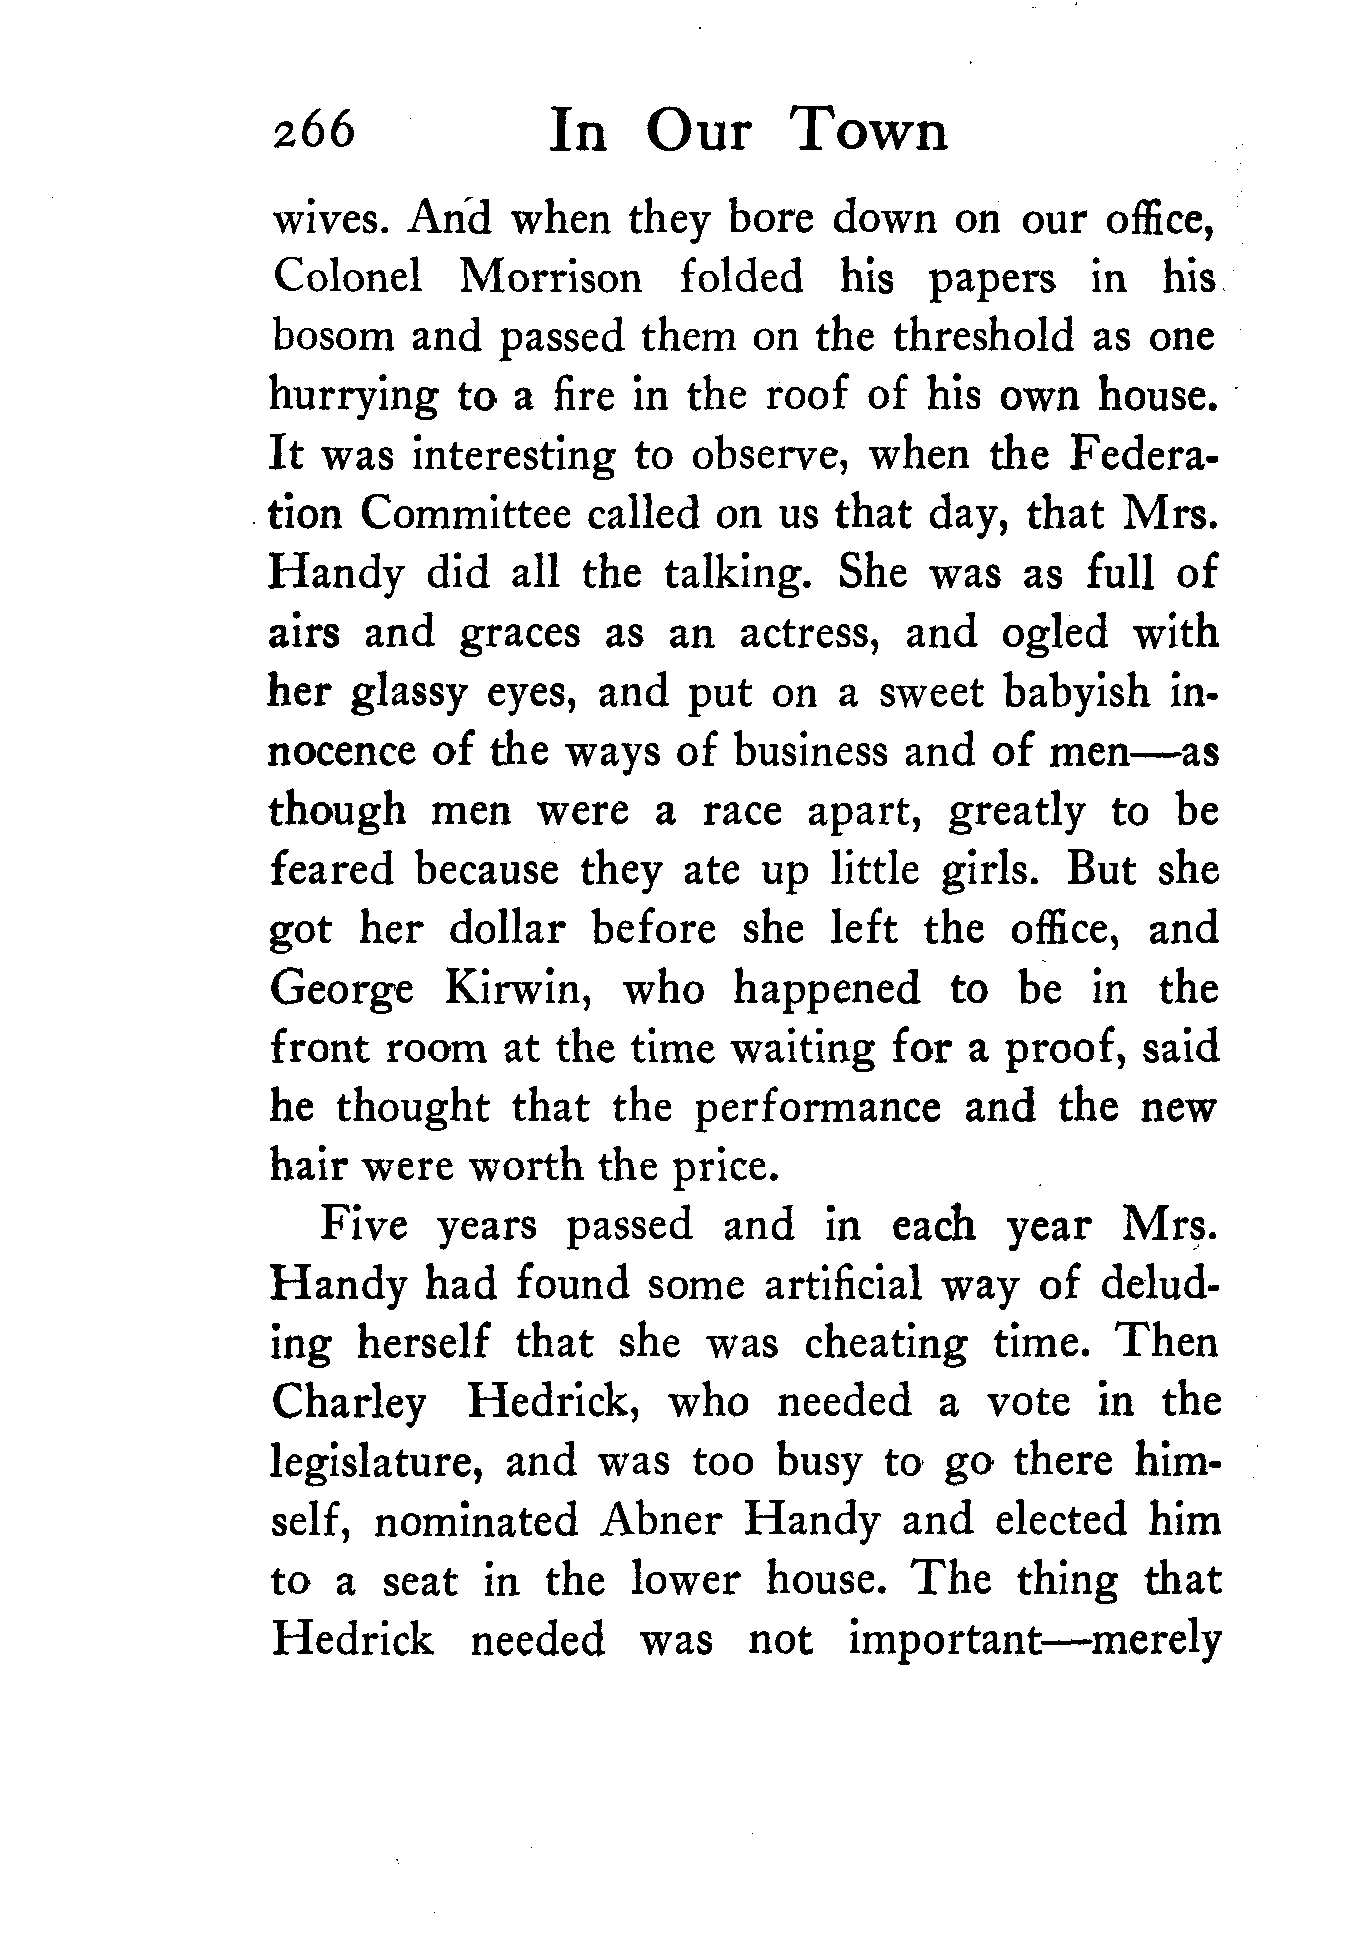 266 In Our Town
wives. And when they bore down on our office,
Colonel Morrison folded his papers in his
bosom and passed them on the threshold as one
hurrying to a fire in the roof of his own house.
It was interesting to observe, when the Federa-
tion Committee called on us that day, that Mrs.
Handy did all the talking. She was as full of
airs and graces as an actress, and ogled with
her glassy eyes, and put on a sweet babyish in-
nocence of the ways of business and of men—as
though men were a race apart, greatly to be
feared because they ate up little girls. But she
got her dollar before she left the office, and
George Kirwin, who happened to be in the
front room at the time waiting for a proof, said
he thought that the performance and the new
hair were worth the price.
Five years passed and in each year Mrs.
Handy had found some artificial way of delud-
ing herself that she was cheating time. Then
Charley Hedrick, who needed a vote in the
legislature, and was too busy to go there him-
self, nominated Abner Handy and elected him
to a seat in the lower house. The thing that
Hedrick needed was not important—merely